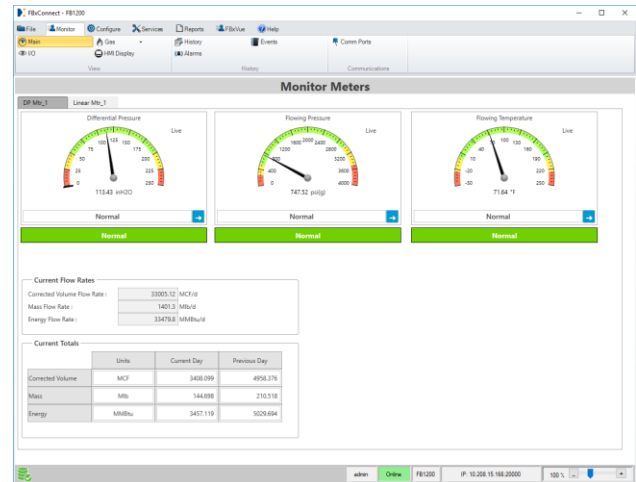 FBxConnect - FB1200
File Monitor Configure Services Reports FBxVue Help
Main Gas History Events Comm Ports
I/O HMI Display Alarms
View History Communications
Monitor Meters
DP Mtr_1 Linear Mtr_1
Differential Pressure Live Flowing Pressure Live Flowing Temperature Live
113.43 inH2O 747.52 psi(g) 71.64 °F
Normal Normal Normal
Normal Normal Normal
Current Flow Rates
Corrected Volume Flow Rate : 33005.12 MCF/d
Mass Flow Rate : 1401.3 Mlb/d
Energy Flow Rate : 33479.8 MMBtu/d
Current Totals
Units Current Day Previous Day
Corrected Volume MCF 3408.099 4958.376
Mass Mlb 144.698 210.518
Energy MMBtu 3457.119 5029.694
admin Online FB1200 IP: 10.208.15.166:20000 100 %